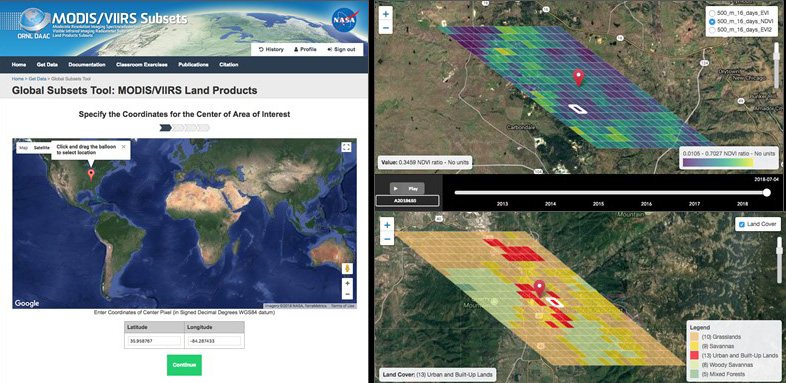 MODIS/VIIRS Subsets
Moderate Resolution Imaging Spectroradiometer
Visible Infrared Imaging Radiometer Suite
Land Products Subsets
ORNL DAAC
NASA
History
Profile
Sign out
Home
Get Data
Documentation
Classroom Exercises
Publications
Citation
Home > Get Data > Global Subsets Tool
Global Subsets Tool: MODIS/VIIRS Land Products
Specify the Coordinates for the Center of Area of Interest
Map
Satellite
Click and drag the balloon
to select location
Google
Terms of Use
Enter Coordinates of Center Pixel (in Signed Decimal Degrees WGS84 datum)
Latitude
Longitude
35.958767
-84.287433
Continue
500_m_16_days_EVI
500_m_16_days_NDVI
500_m_16_days_EVI2
Drytown
New Chicago
Carbondale
Value: 0.3459 NDVI ratio - No units
0.0105 - 0.7027 NDVI ratio - No units
2018-07-04
Play
A2018185
2013
2014
2015
2016
2017
2018
Mountain
Land Cover
Legend
(10) Grasslands
(9) Savannas
(13) Urban and Built-Up Lands
(8) Woody Savannas
(5) Mixed Forests
Land Cover: (13) Urban and Built-Up Lands